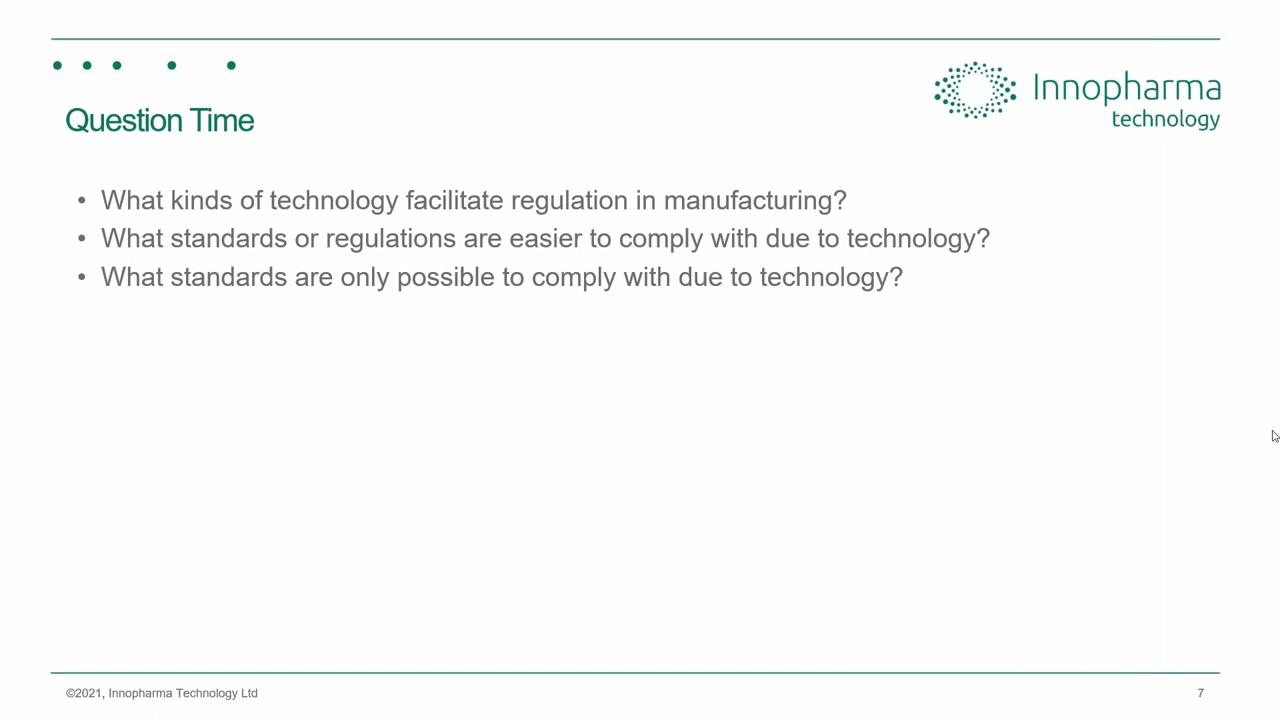 Innopharma
technology
Question Time
• What kinds of technology facilitate regulation in manufacturing?
• What standards or regulations are easier to comply with due to technology?
• What standards are only possible to comply with due to technology?
©2021, Innopharma Technology Ltd
7